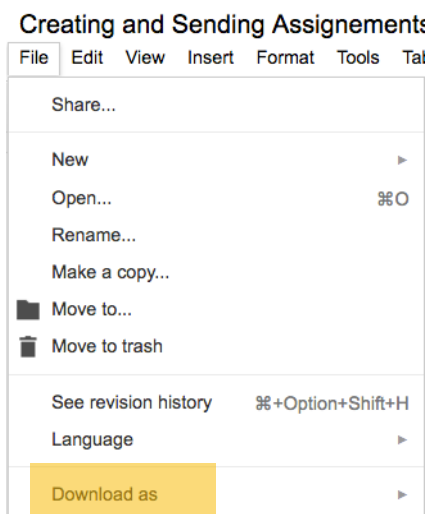 Creating and Sending Assignements
File Edit View Insert Format Tools
Share...
New
Open... ⌘O
Rename...
Make a copy...
Move to...
Move to trash
See revision history ⌘+Option+Shift+H
Language
Download as